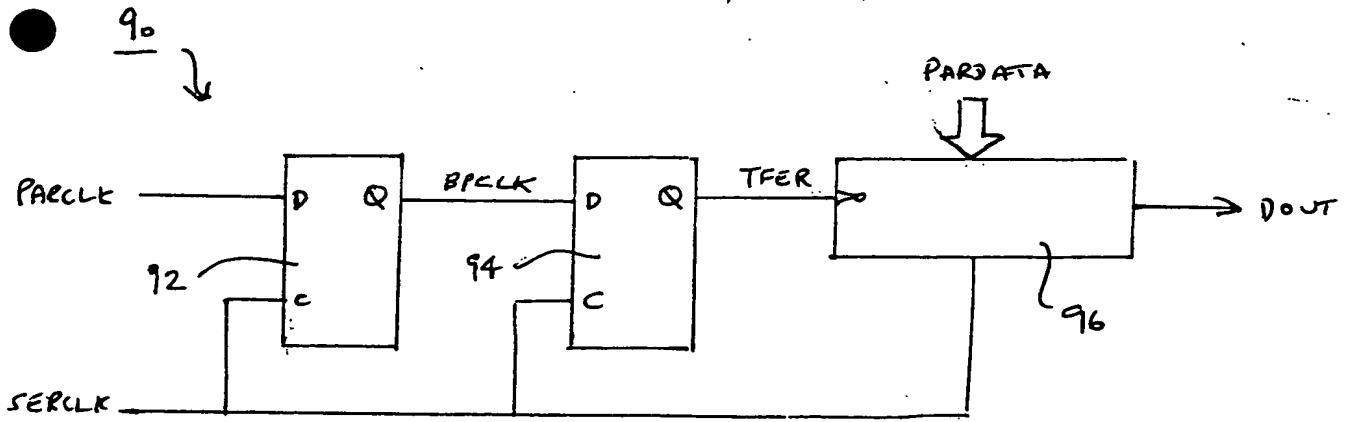 90
PARDATA
PARCLK
D
Q
BPCLK
D
Q
TFER
DOUT
92
C
94
C
96
SERCLK